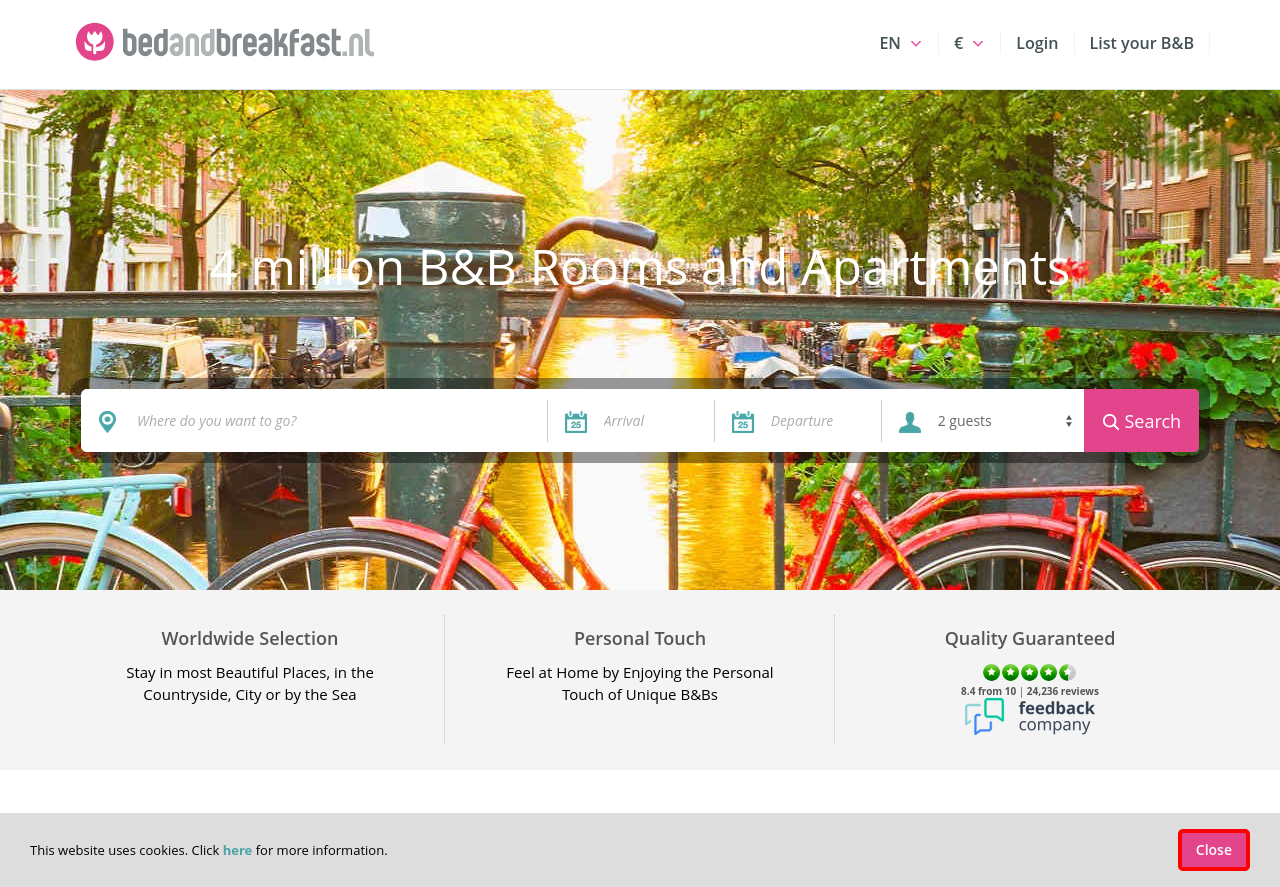 bedandbreakfast.nl
EN
€
Login
List your B&B
4 million B&B Rooms and Apartments
Where do you want to go?
25
Arrival
25
Departure
2 guests
Search
Worldwide Selection
Stay in most Beautiful Places, in the
Countryside, City or by the Sea
Personal Touch
Feel at Home by Enjoying the Personal
Touch of Unique B&Bs
Quality Guaranteed
8.4 from 10 | 24,236 reviews
feedback
company
This website uses cookies. Click here for more information.
Close